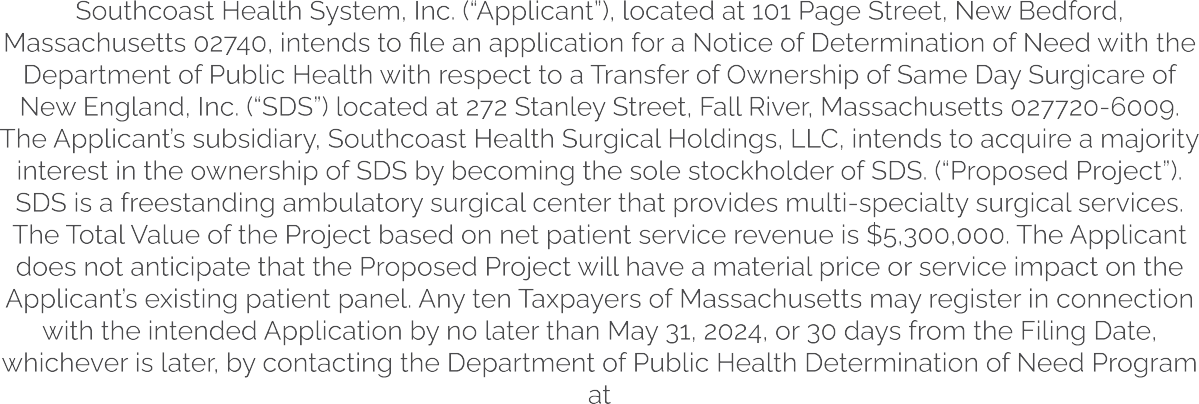 Southcoast Health System, Inc. (“Applicant”), located at 101 Page Street, New Bedford,
Massachusetts 02740, intends to file an application for a Notice of Determination of Need with the
Department of Public Health with respect to a Transfer of Ownership of Same Day Surgicare of
New England, Inc. (“SDS”) located at 272 Stanley Street, Fall River, Massachusetts 027720-6009.
The Applicant’s subsidiary, Southcoast Health Surgical Holdings, LLC, intends to acquire a majority
interest in the ownership of SDS by becoming the sole stockholder of SDS. (“Proposed Project”).
SDS is a freestanding ambulatory surgical center that provides multi-specialty surgical services.
The Total Value of the Project based on net patient service revenue is $5,300,000. The Applicant
does not anticipate that the Proposed Project will have a material price or service impact on the
Applicant’s existing patient panel. Any ten Taxpayers of Massachusetts may register in connection
with the intended Application by no later than May 31, 2024, or 30 days from the Filing Date,
whichever is later, by contacting the Department of Public Health Determination of Need Program
at